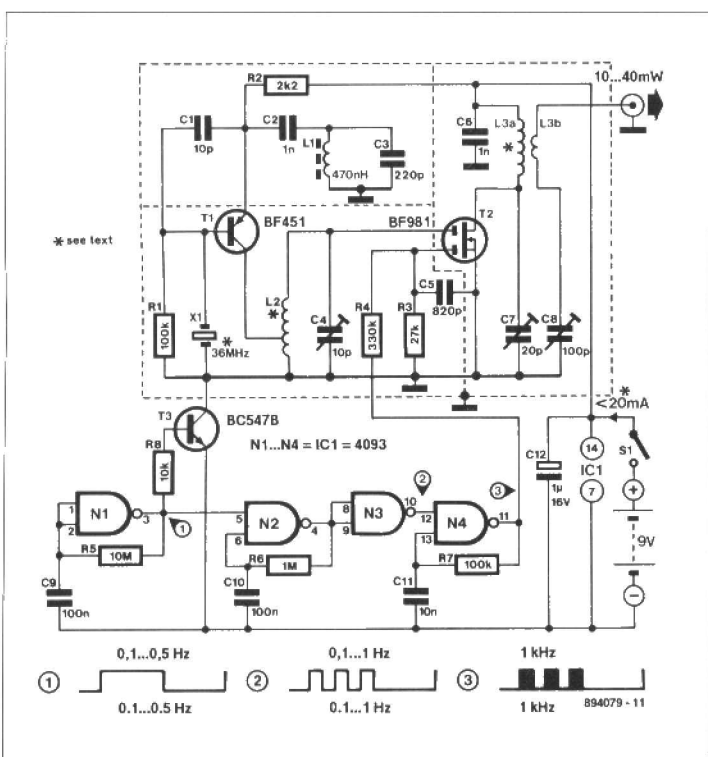 R2
2k2
10...40mW
C1
10p
C2
1n
L1
470nH
C3
220p
C6
1n
L3a
*
L3b
T1
BF451
BF981
T2
* see text
R1
100k
X1
*
36MHz
L2
*
C4
10p
R4
330k
R3
27k
C5
820p
C7
20p
C8
100p
T3
BC547B
*
<20mA
R8
10k
N1...N4 = IC1 = 4093
C12
1µ
16V
14
IC1
7
S1
+
9V
−
1
2
N1
3
1
5
6
N2
4
8
9
N3
10
2
12
13
N4
11
3
R5
10M
R6
1M
R7
100k
C9
100n
C10
100n
C11
10n
0,1...0,5 Hz
0,1...1 Hz
1 kHz
1
2
3
0.1...0.5 Hz
0.1...1 Hz
1 kHz
894079 - 11